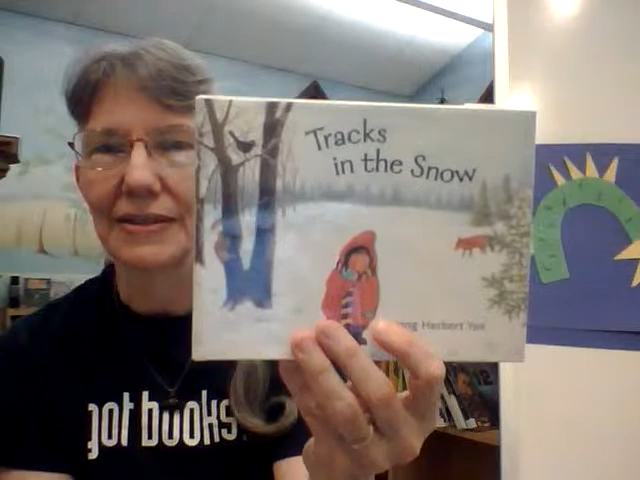 Tracks
in the Snow
Herbert Yee
got books